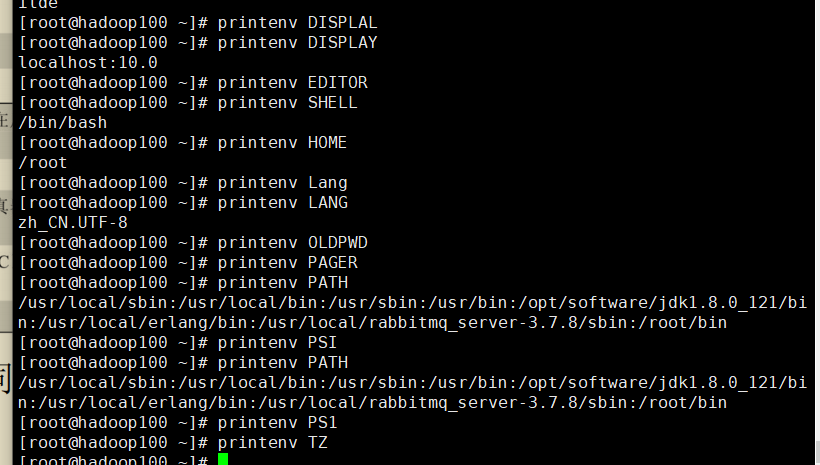 ilde
[root@hadoop100 ~]# printenv DISPLAL
[root@hadoop100 ~]# printenv DISPLAY
localhost:10.0
[root@hadoop100 ~]# printenv EDITOR
[root@hadoop100 ~]# printenv SHELL
/bin/bash
[root@hadoop100 ~]# printenv HOME
/root
[root@hadoop100 ~]# printenv Lang
[root@hadoop100 ~]# printenv LANG
zh_CN.UTF-8
[root@hadoop100 ~]# printenv OLDPWD
[root@hadoop100 ~]# printenv PAGER
[root@hadoop100 ~]# printenv PATH
/usr/local/sbin:/usr/local/bin:/usr/sbin:/usr/bin:/opt/software/jdk1.8.0_121/bi
n:/usr/local/erlang/bin:/usr/local/rabbitmq_server-3.7.8/sbin:/root/bin
[root@hadoop100 ~]# printenv PSI
[root@hadoop100 ~]# printenv PATH
/usr/local/sbin:/usr/local/bin:/usr/sbin:/usr/bin:/opt/software/jdk1.8.0_121/bi
n:/usr/local/erlang/bin:/usr/local/rabbitmq_server-3.7.8/sbin:/root/bin
[root@hadoop100 ~]# printenv PS1
[root@hadoop100 ~]# printenv TZ
[root@hadoop100 ~]#